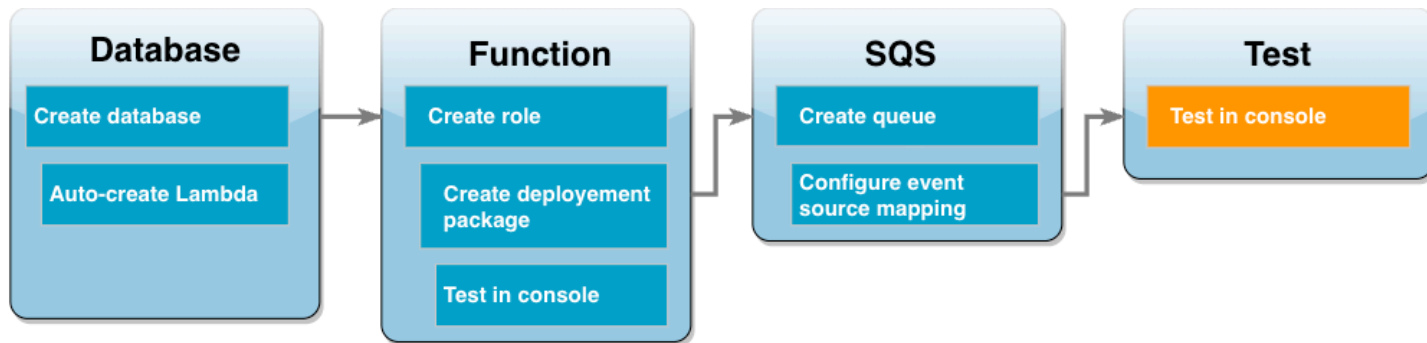 Database
Create database
Auto-create Lambda
Function
Create role
Create deployement
package
Test in console
SQS
Create queue
Configure event
source mapping
Test
Test in console